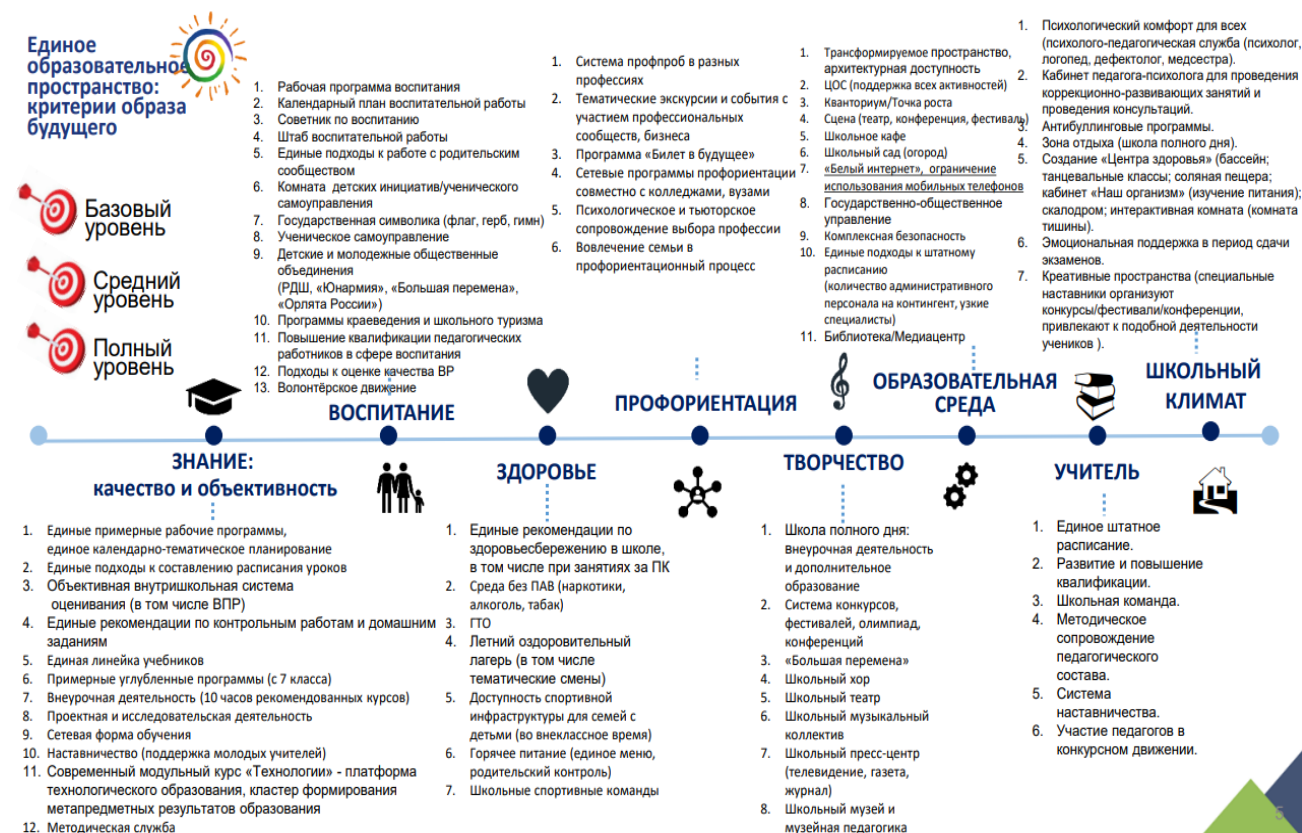 Единое
образовательное
пространство:
критерии образа
будущего
Базовый
уровень
Средний
уровень
Полный
уровень
1. Рабочая программа воспитания
2. Календарный план воспитательной работы
3. Советник по воспитанию
4. Штаб воспитательной работы
5. Единые подходы к работе с родительским
сообществом
6. Комната детских инициатив/ученического
самоуправления
7. Государственная символика (флаг, герб, гимн)
8. Ученическое самоуправление
9. Детские и молодежные общественные
объединения
(РДШ, «Юнармия», «Большая перемена»,
«Орлята России»)
10. Программы краеведения и школьного туризма
11. Повышение квалификации педагогических
работников в сфере воспитания
12. Подходы к оценке качества ВР
13. Волонтёрское движение
ВОСПИТАНИЕ
1. Система профпроб в разных
профессиях
2. Тематические экскурсии и события с
участием профессиональных
сообществ, бизнеса
3. Программа «Билет в будущее»
4. Сетевые программы профориентации
совместно с колледжами, вузами
5. Психологическое и тьюторское
сопровождение выбора профессии
6. Вовлечение семьи в
профориентационный процесс
ПРОФОРИЕНТАЦИЯ
1. Трансформируемое пространство,
архитектурная доступность
2. ЦОС (поддержка всех активностей)
3. Кванториум/Точка роста
4. Сцена (театр, конференция, фестиваль)
5. Школьное кафе
6. Школьный сад (огород)
7. «Белый интернет», ограничение
использования мобильных телефонов
8. Государственно-общественное
управление
9. Комплексная безопасность
10. Единые подходы к штатному
расписанию
(количество административного
персонала на контингент, узкие
специалисты)
11. Библиотека/Медиацентр
ОБРАЗОВАТЕЛЬНАЯ
СРЕДА
1. Психологический комфорт для всех
(психолого-педагогическая служба (психолог,
логопед, дефектолог, медсестра).
2. Кабинет педагога-психолога для проведения
коррекционно-развивающих занятий и
проведения консультаций.
3. Антибуллинговые программы.
4. Зона отдыха (школа полного дня).
5. Создание «Центра здоровья» (бассейн;
танцевальные классы; соляная пещера;
кабинет «Наш организм» (изучение питания);
скалодром; интерактивная комната (комната
тишины).
6. Эмоциональная поддержка в период сдачи
экзаменов.
7. Креативные пространства (специальные
наставники организуют
конкурсы/фестивали/конференции,
привлекают к подобной деятельности
учеников ).
ШКОЛЬНЫЙ
КЛИМАТ
ЗНАНИЕ:
качество и объективность
1. Единые примерные рабочие программы,
единое календарно-тематическое планирование
2. Единые подходы к составлению расписания уроков
3. Объективная внутришкольная система
оценивания (в том числе ВПР)
4. Единые рекомендации по контрольным работам и домашним
заданиям
5. Единая линейка учебников
6. Примерные углубленные программы (с 7 класса)
7. Внеурочная деятельность (10 часов рекомендованных курсов)
8. Проектная и исследовательская деятельность
9. Сетевая форма обучения
10. Наставничество (поддержка молодых учителей)
11. Современный модульный курс «Технологии» - платформа
технологического образования, кластер формирования
метапредметных результатов образования
12. Методическая служба
ЗДОРОВЬЕ
1. Единые рекомендации по
здоровьесбережению в школе,
в том числе при занятиях за ПК
2. Среда без ПАВ (наркотики,
алкоголь, табак)
3. ГТО
4. Летний оздоровительный
лагерь (в том числе
тематические смены)
5. Доступность спортивной
инфраструктуры для семей с
детьми (во внеклассное время)
6. Горячее питание (единое меню,
родительский контроль)
7. Школьные спортивные команды
ТВОРЧЕСТВО
1. Школа полного дня:
внеурочная деятельность
и дополнительное
образование
2. Система конкурсов,
фестивалей, олимпиад,
конференций
3. «Большая перемена»
4. Школьный хор
5. Школьный театр
6. Школьный музыкальный
коллектив
7. Школьный пресс-центр
(телевидение, газета,
журнал)
8. Школьный музей и
музейная педагогика
УЧИТЕЛЬ
1. Единое штатное
расписание.
2. Развитие и повышение
квалификации.
3. Школьная команда.
4. Методическое
сопровождение
педагогического
состава.
5. Система
наставничества.
6. Участие педагогов в
конкурсном движении.
5